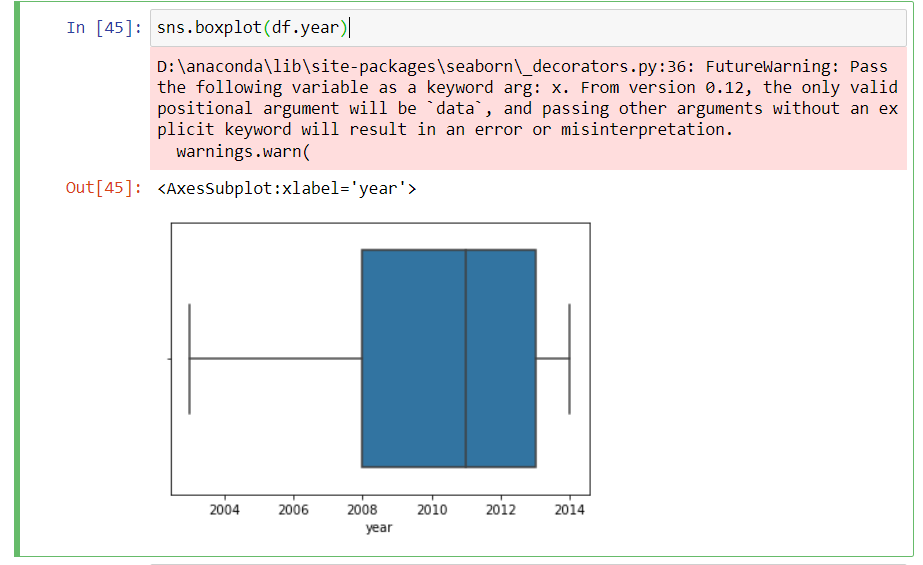 In [45]: sns.boxplot(df.year)
D:\anaconda\lib\site-packages\seaborn\_decorators.py:36: FutureWarning: Pass
the following variable as a keyword arg: x. From version 0.12, the only valid
positional argument will be `data`, and passing other arguments without an ex
plicit keyword will result in an error or misinterpretation.
  warnings.warn(
Out[45]: <AxesSubplot:xlabel='year'>
2004 2006 2008 2010 2012 2014
year